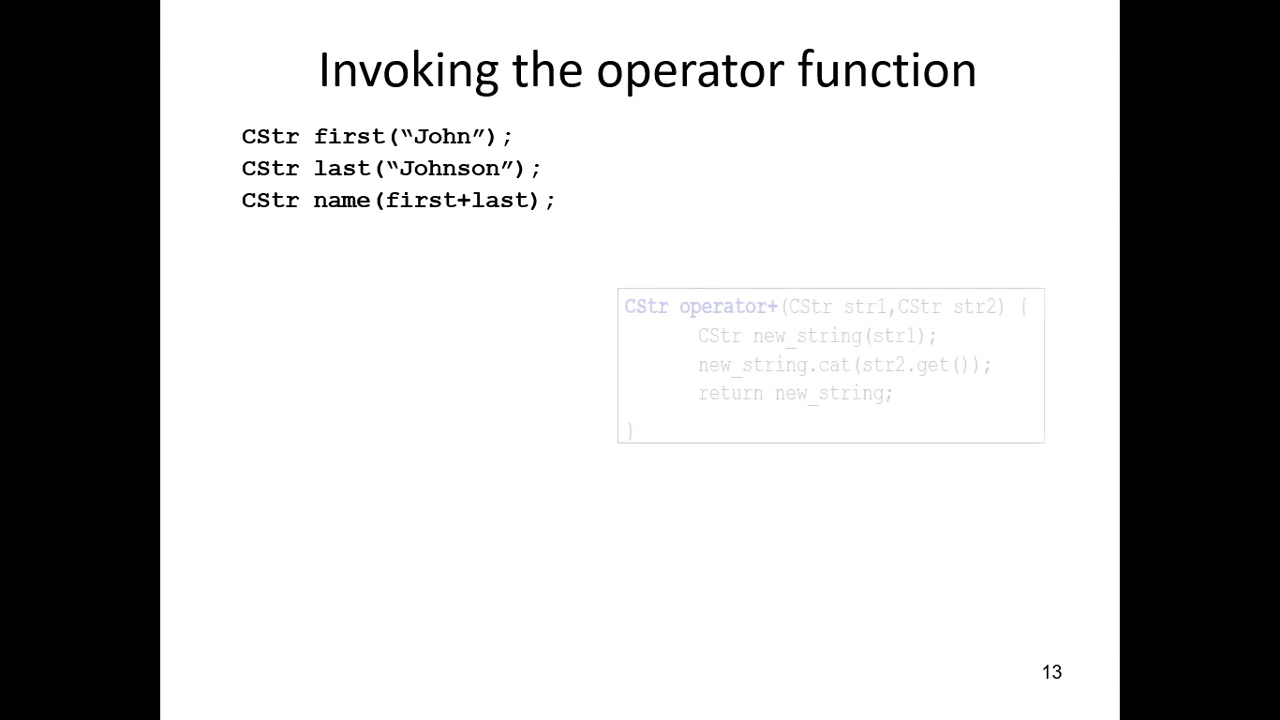 Invoking the operator function
CStr first(“John”);
CStr last(“Johnson”);
CStr name(first+last);
CStr operator+(CStr str1,CStr str2) {
CStr new_string(str1);
new_string.cat(str2.get());
return new_string;
}
13